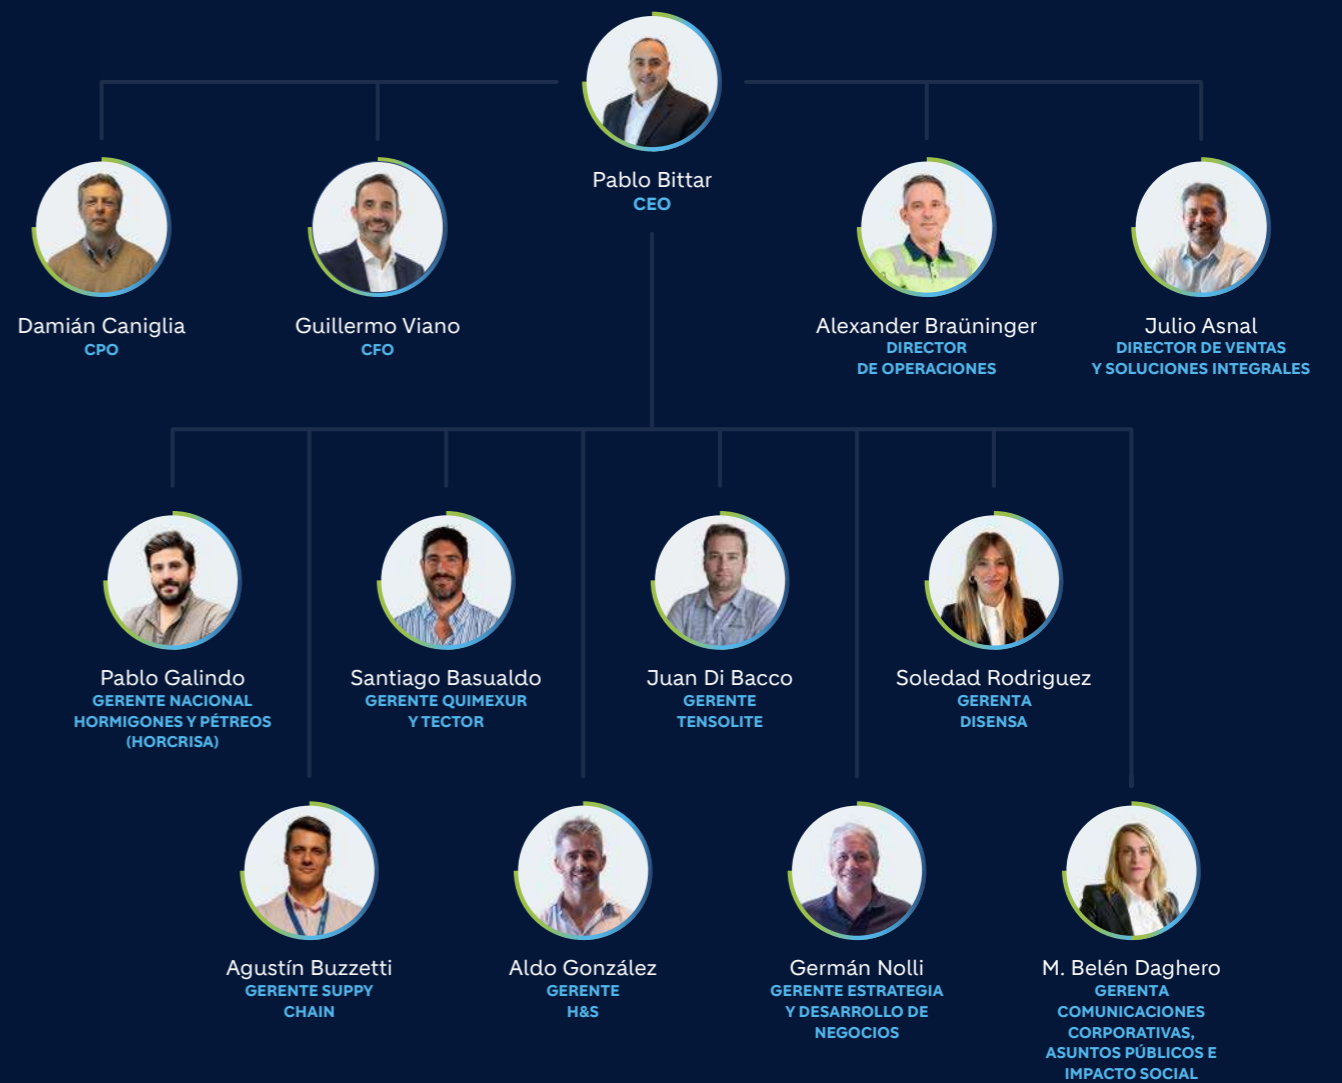 Pablo Bittar
CEO
Damián Caniglia
CPO
Guillermo Viano
CFO
Alexander Braüninger
DIRECTOR
DE OPERACIONES
Julio Asnal
DIRECTOR DE VENTAS
Y SOLUCIONES INTEGRALES
Pablo Galindo
GERENTE NACIONAL
HORMIGONES Y PÉTREOS
(HORCRISA)
Santiago Basualdo
GERENTE QUIMEXUR
Y TECTOR
Juan Di Bacco
GERENTE
TENSOLITE
Soledad Rodriguez
GERENTA
DISENSA
Agustín Buzzetti
GERENTE SUPPY
CHAIN
Aldo González
GERENTE
H&S
Germán Nolli
GERENTE ESTRATEGIA
Y DESARROLLO DE
NEGOCIOS
M. Belén Daghero
GERENTA
COMUNICACIONES
CORPORATIVAS,
ASUNTOS PÚBLICOS E
IMPACTO SOCIAL